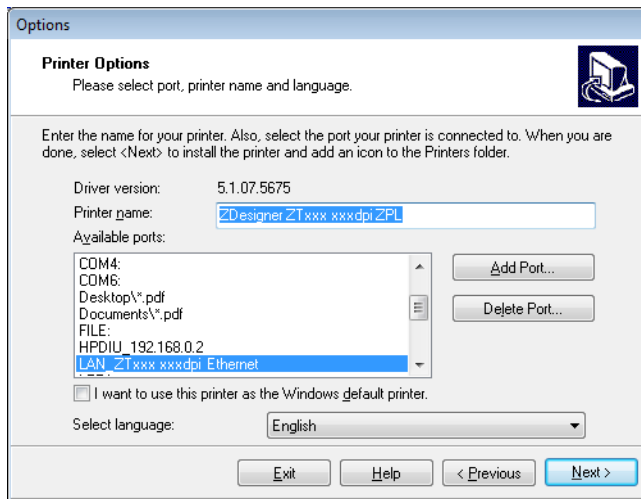 Options
Printer Options
Please select port, printer name and language.
Enter the name for your printer. Also, select the port your printer is connected to. When you are
done, select <Next> to install the printer and add an icon to the Printers folder.
Driver version: 5.1.07.5675
Printer name: ZDesigner ZTxxx xxxdpi ZPL
Available ports:
COM4:
COM6:
Desktop\*.pdf
Documents\*.pdf
FILE:
HPDIU_192.168.0.2
LAN_ZTxxx xxxdpi Ethernet
Add Port...
Delete Port...
I want to use this printer as the Windows default printer.
Select language: English
Exit Help < Previous Next >